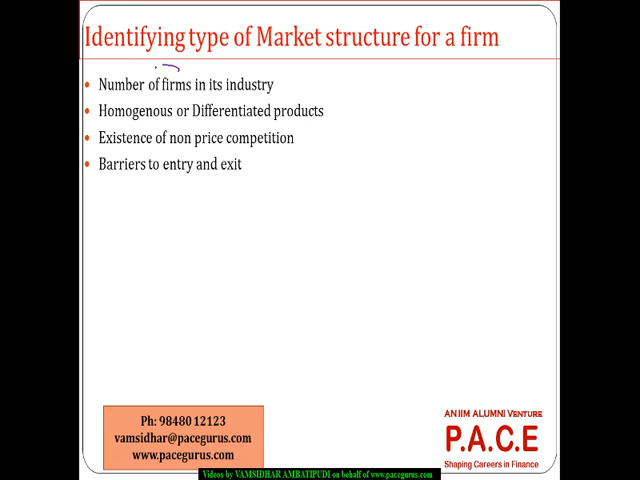 Identifying type of Market structure for a firm
• Number of firms in its industry
• Homogenous or Differentiated products
• Existence of non price competition
• Barriers to entry and exit
Ph: 98480 12123
vamsidhar@pacegurus.com
www.pacegurus.com
AN IIM ALUMNI VENTURE
P.A.C.E
Shaping Careers in Finance
Videos by VAMSIDHAR AMBATIPUDI on behalf of www.pacegurus.com